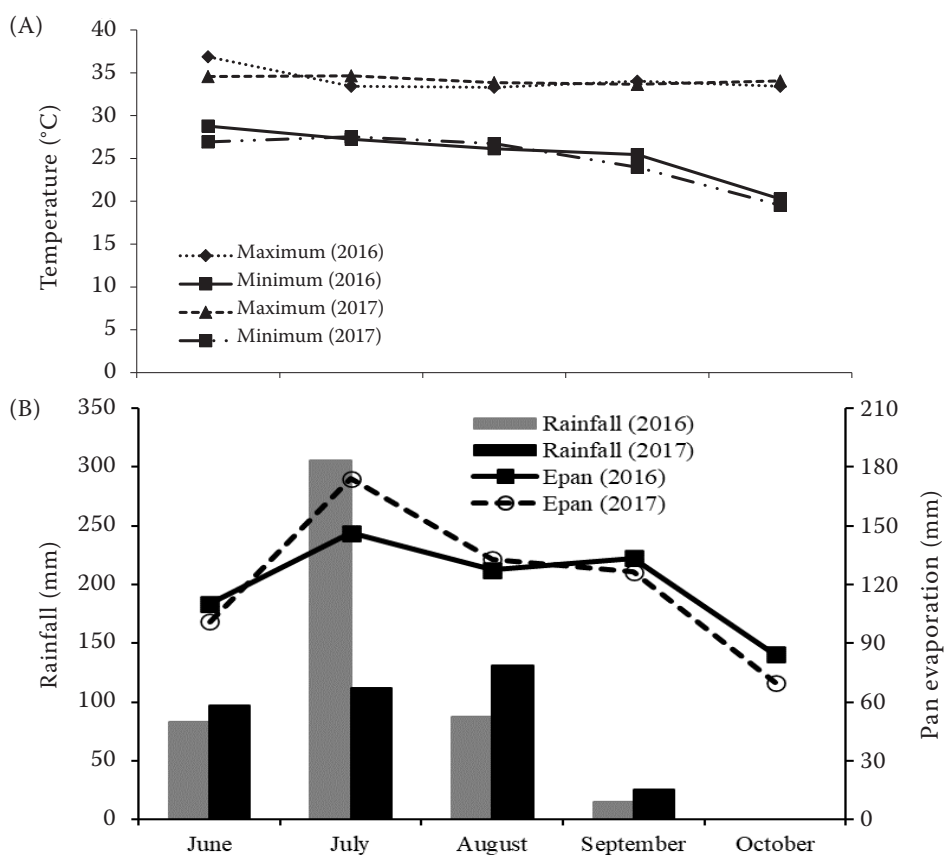 (A)
40
35
30
25
20
15
10
5
0
Temperature (°C)
Maximum (2016)
Minimum (2016)
Maximum (2017)
Minimum (2017)
(B)
350
300
250
200
150
100
50
0
Rainfall (mm)
Rainfall (2016)
Rainfall (2017)
Epan (2016)
Epan (2017)
210
180
150
120
90
60
30
0
Pan evaporation (mm)
June July August September October